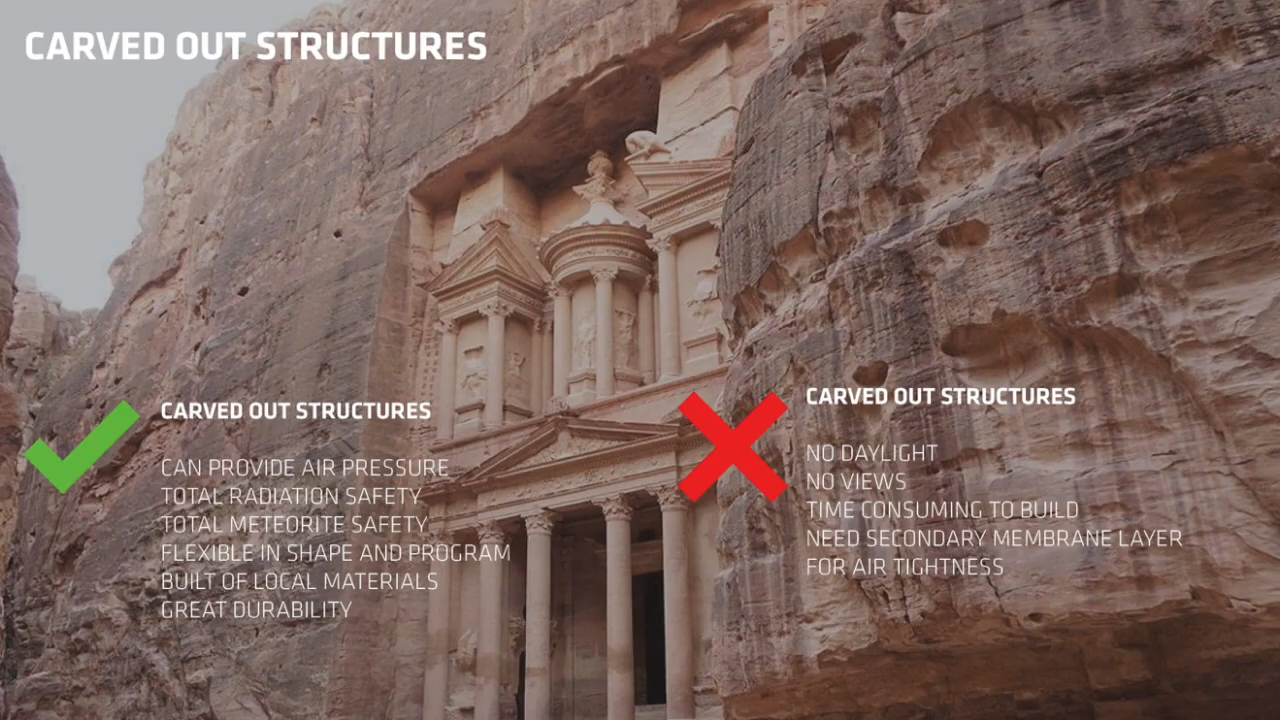 CARVED OUT STRUCTURES
CARVED OUT STRUCTURES
CAN PROVIDE AIR PRESSURE
TOTAL RADIATION SAFETY
TOTAL METEORITE SAFETY
FLEXIBLE IN SHAPE AND PROGRAM
BUILT OF LOCAL MATERIALS
GREAT DURABILITY
CARVED OUT STRUCTURES
NO DAYLIGHT
NO VIEWS
TIME CONSUMING TO BUILD
NEED SECONDARY MEMBRANE LAYER
FOR AIR TIGHTNESS